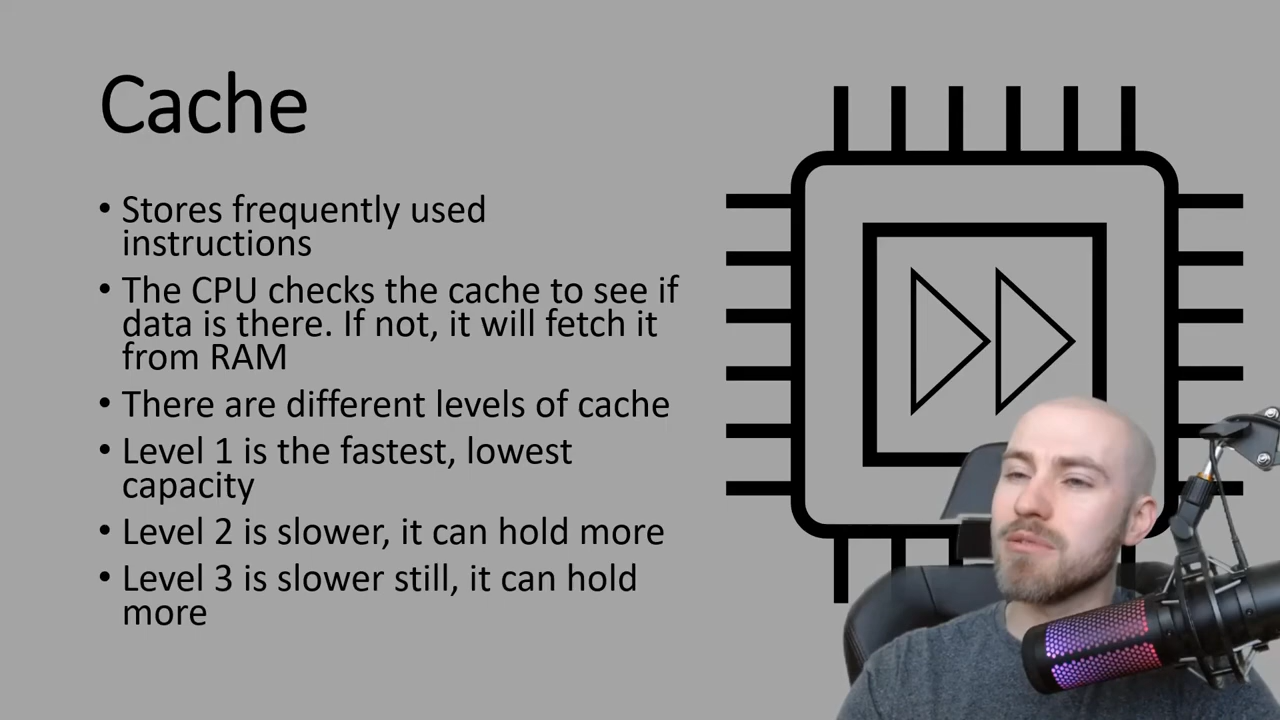 Cache
• Stores frequently used
instructions
• The CPU checks the cache to see if
data is there. If not, it will fetch it
from RAM
• There are different levels of cache
• Level 1 is the fastest, lowest
capacity
• Level 2 is slower, it can hold more
• Level 3 is slower still, it can hold
more